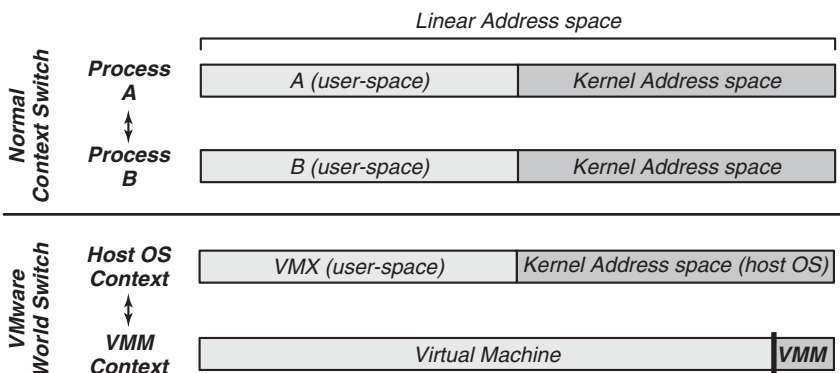 Linear Address space
Normal
Context Switch
Process
A
A (user-space)
Kernel Address space
Process
B
B (user-space)
Kernel Address space
VMware
World Switch
Host OS
Context
VMX (user-space)
Kernel Address space (host OS)
VMM
Context
Virtual Machine
VMM